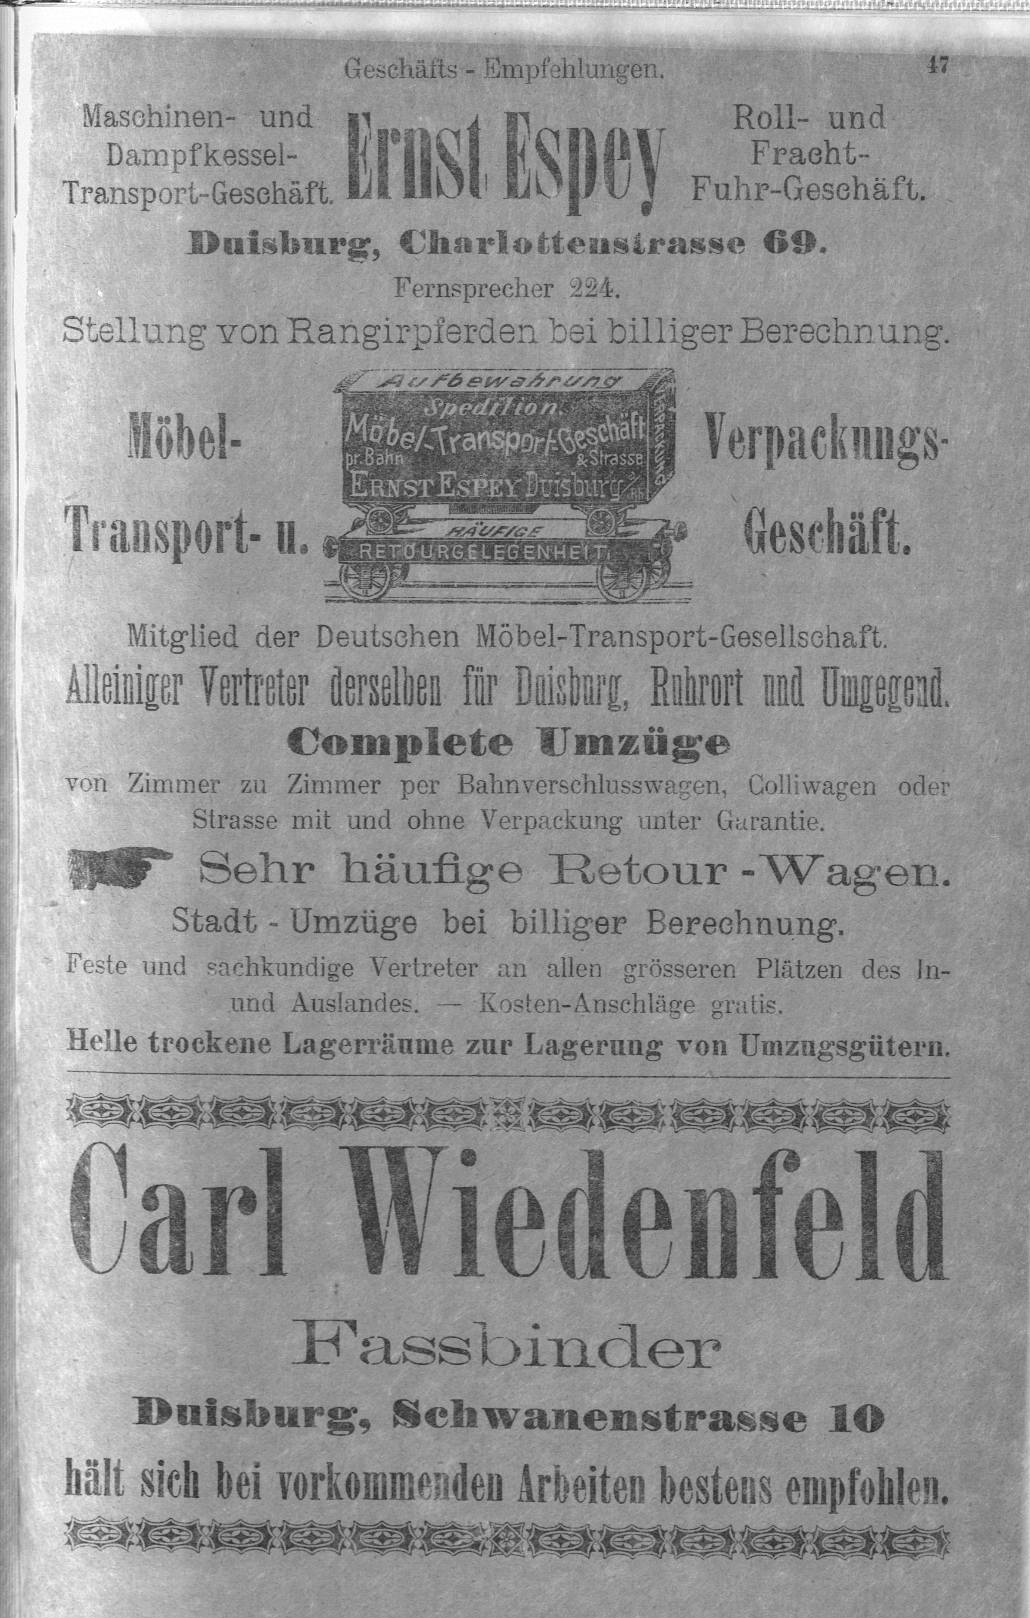 Geschäfts - Empfehlungen. 47
Maschinen- und
Dampfkessel-
Transport-Geschäft.
Ernst Espey
Roll- und
Fracht-
Fuhr-Geschäft.
Duisburg, Charlottenstrasse 69.
Fernsprecher 224.
Stellung von Rangirpferden bei billiger Berechnung.
Möbel-
Transport- u.
Aufbewahrung
Spedition.
Möbel-Transport-Geschäft
pr. Bahn & Strasse
ERNST ESPEY Duisburg a/Rh
VERPACKUNG
HÄUFIGE
RETOURGELEGENHEIT
Verpackungs-
Geschäft.
Mitglied der Deutschen Möbel-Transport-Gesellschaft.
Alleiniger Vertreter derselben für Duisburg, Ruhrort und Umgegend.
Complete Umzüge
von Zimmer zu Zimmer per Bahnverschlusswagen, Colliwagen oder
Strasse mit und ohne Verpackung unter Garantie.
Sehr häufige Retour-Wagen.
Stadt - Umzüge bei billiger Berechnung.
Feste und sachkundige Vertreter an allen grösseren Plätzen des In-
und Auslandes. — Kosten-Anschläge gratis.
Helle trockene Lagerräume zur Lagerung von Umzugsgütern.
Carl Wiedenfeld
Fassbinder
Duisburg, Schwanenstrasse 10
hält sich bei vorkommenden Arbeiten bestens empfohlen.